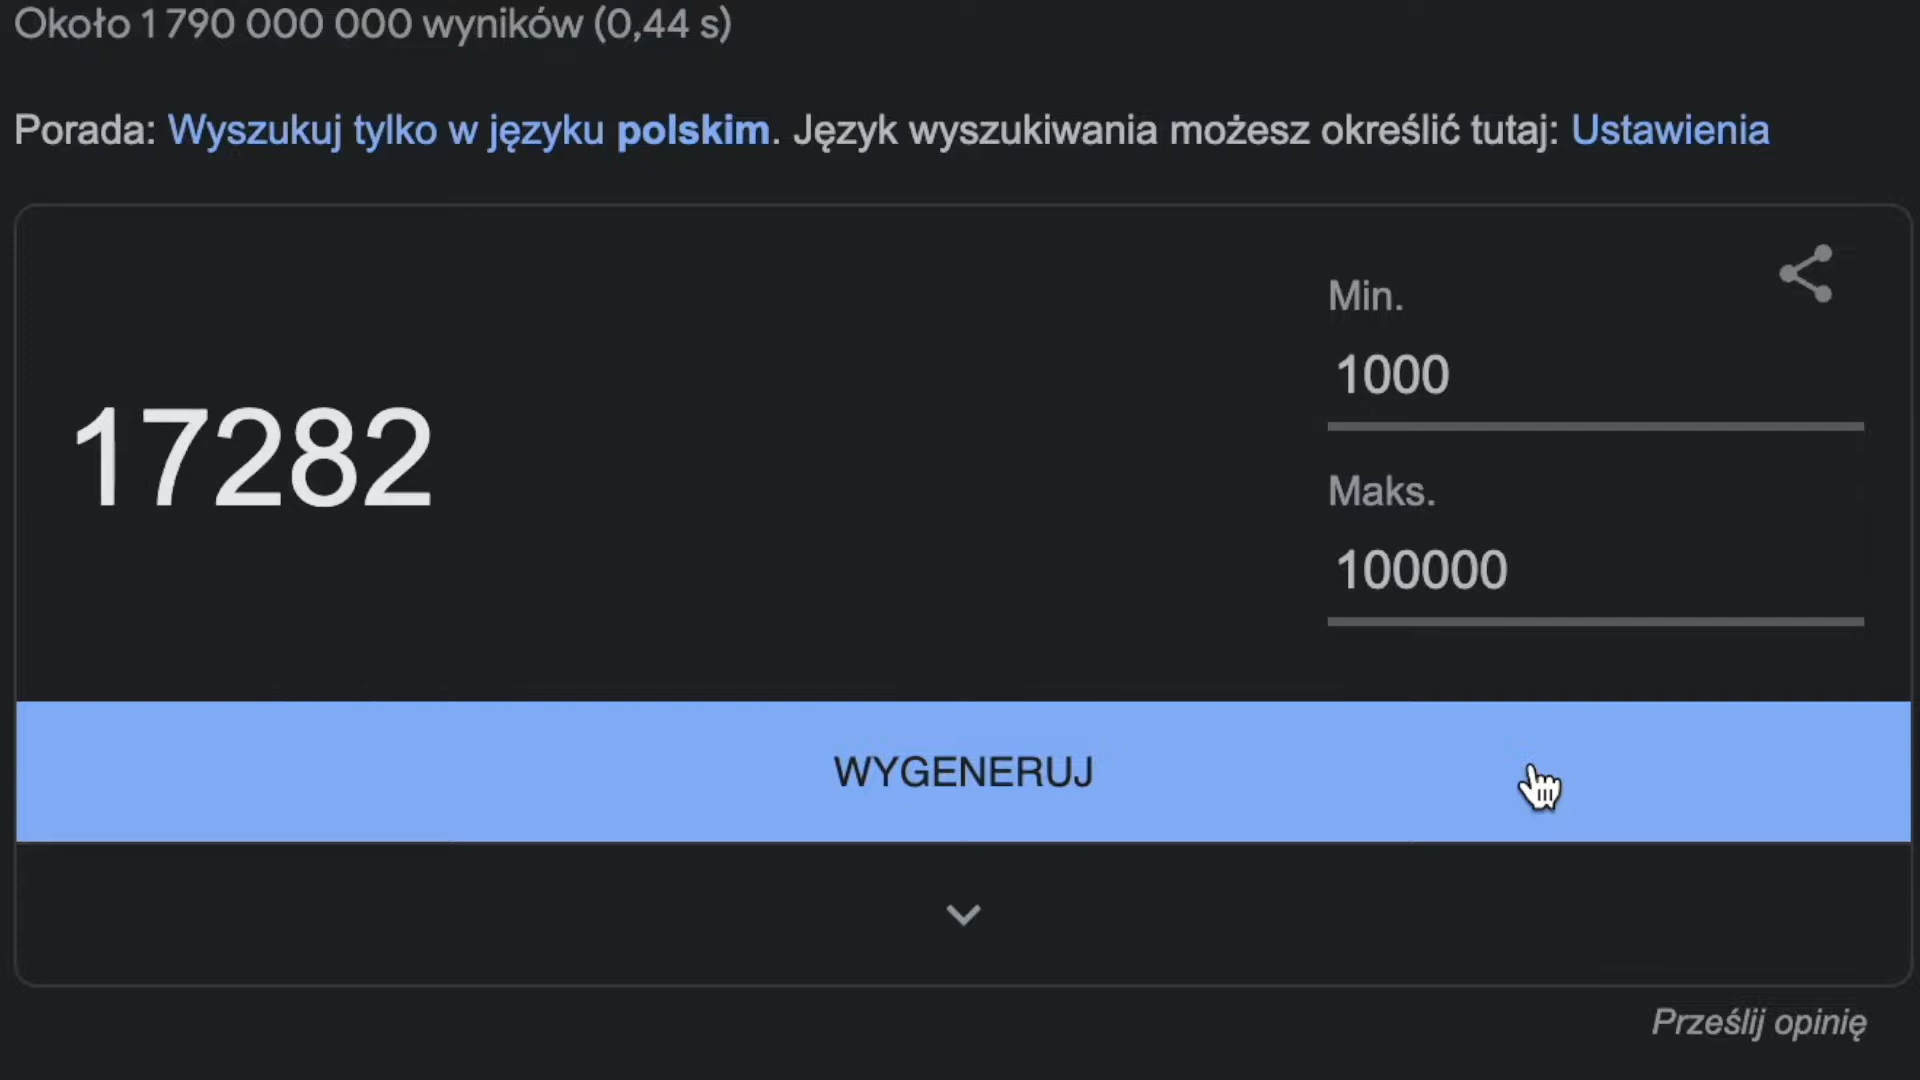 Około 1 790 000 000 wyników (0,44 s)
Porada: Wyszukuj tylko w języku polskim. Język wyszukiwania możesz określić tutaj: Ustawienia
17282
Min.
1000
Maks.
100000
WYGENERUJ
Prześlij opinię